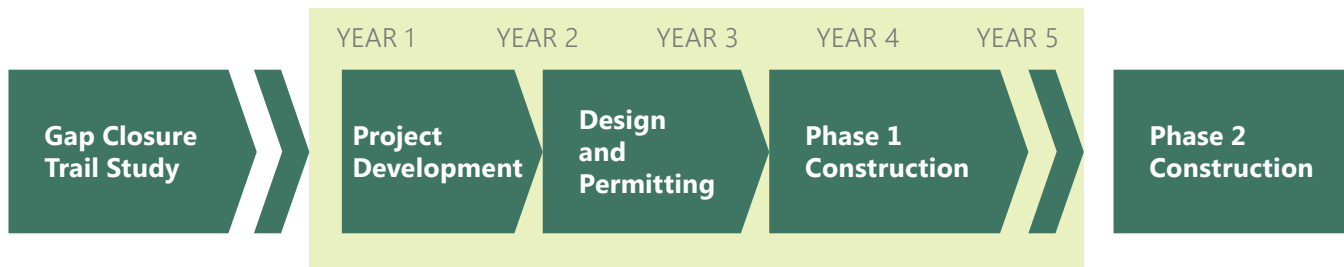 YEAR 1 YEAR 2 YEAR 3 YEAR 4 YEAR 5
Gap Closure
Trail Study
Project
Development
Design
and
Permitting
Phase 1
Construction
Phase 2
Construction